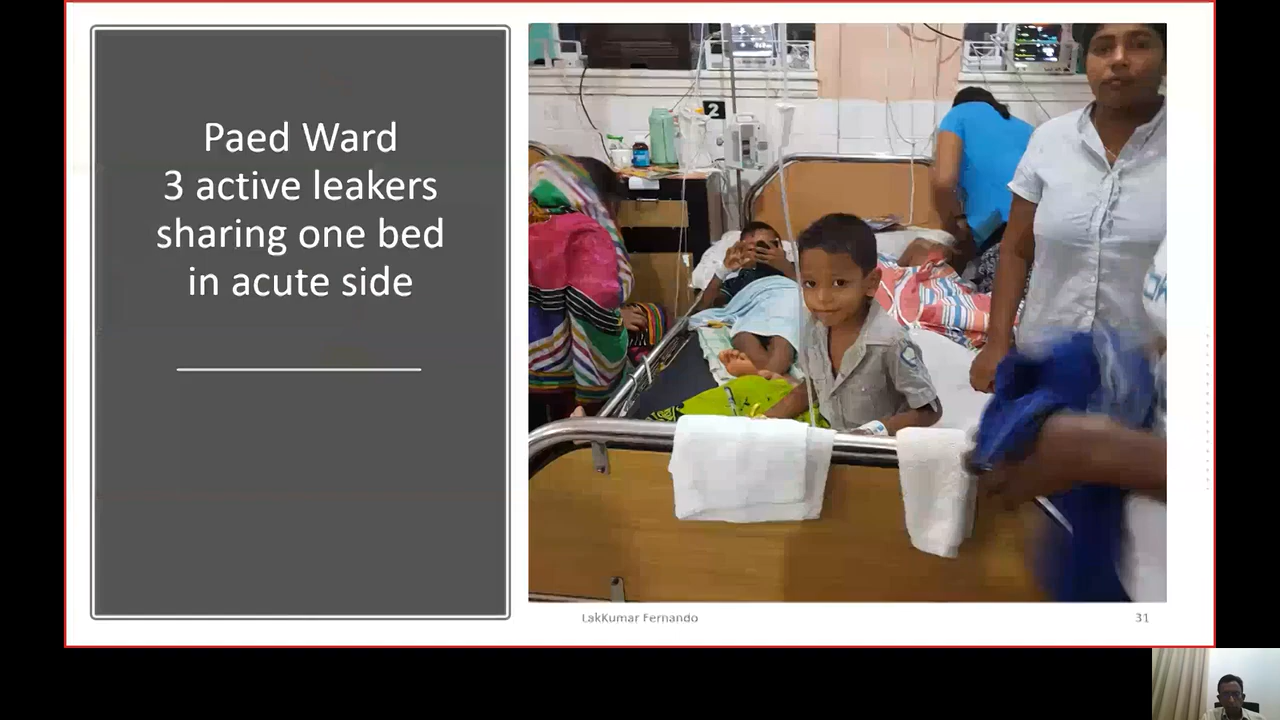 Paed Ward
3 active leakers
sharing one bed
in acute side
2
LakKumar Fernando
31